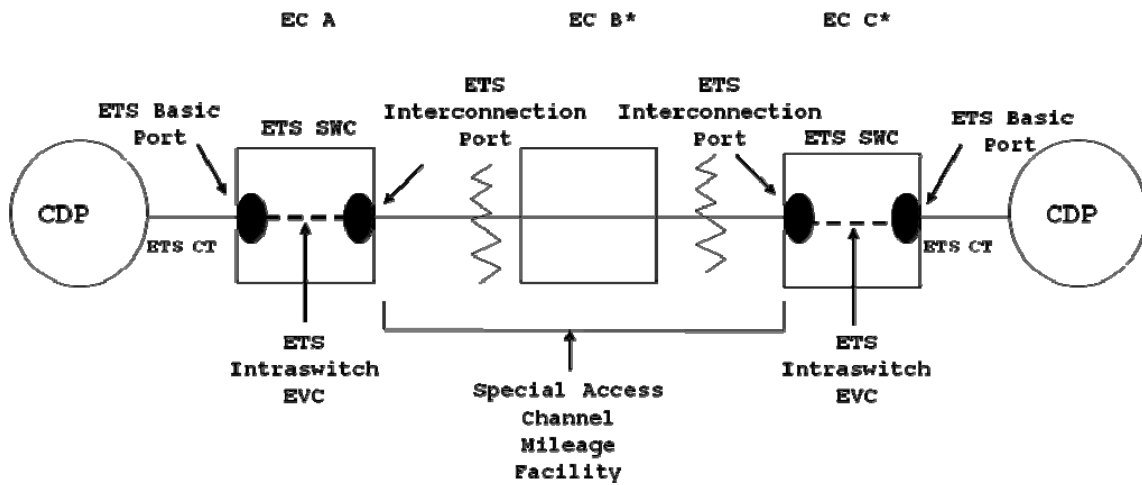 EC A
EC B*
EC C*
ETS Basic
Port
ETS SWC
ETS
Interconnection
Port
ETS
Interconnection
Port
ETS SWC
ETS Basic
Port
CDP
ETS CT
ETS CT
CDP
ETS
Intraswitch
EVC
Special Access
Channel
Mileage
Facility
ETS
Intraswitch
EVC